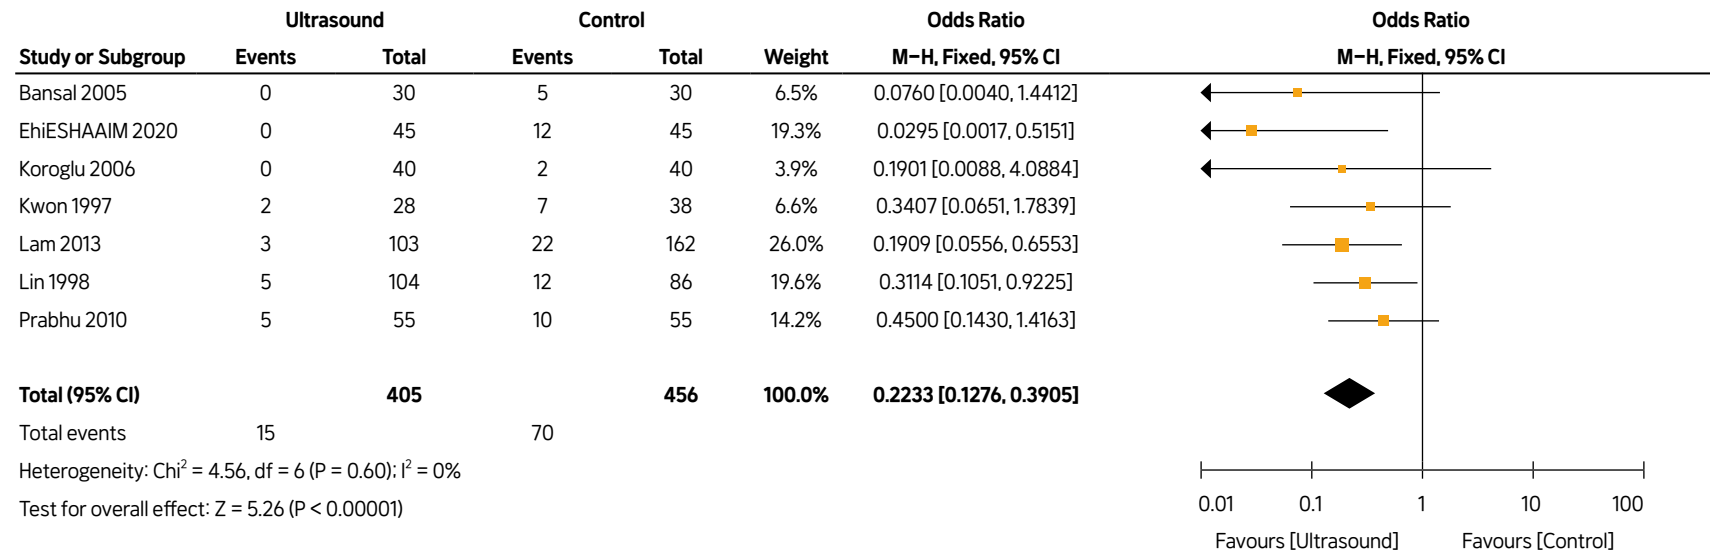 Ultrasound Control Odds Ratio Odds Ratio
Study or Subgroup Events Total Events Total Weight M–H, Fixed, 95% CI M–H, Fixed, 95% CI
Bansal 2005 0 30 5 30 6.5% 0.0760 [0.0040, 1.4412]
EhiESHAAIM 2020 0 45 12 45 19.3% 0.0295 [0.0017, 0.5151]
Koroglu 2006 0 40 2 40 3.9% 0.1901 [0.0088, 4.0884]
Kwon 1997 2 28 7 38 6.6% 0.3407 [0.0651, 1.7839]
Lam 2013 3 103 22 162 26.0% 0.1909 [0.0556, 0.6553]
Lin 1998 5 104 12 86 19.6% 0.3114 [0.1051, 0.9225]
Prabhu 2010 5 55 10 55 14.2% 0.4500 [0.1430, 1.4163]
Total (95% CI) 405 456 100.0% 0.2233 [0.1276, 0.3905]
Total events 15 70
Heterogeneity: Chi² = 4.56, df = 6 (P = 0.60); I² = 0%
Test for overall effect: Z = 5.26 (P < 0.00001)
0.01 0.1 1 10 100
Favours [Ultrasound] Favours [Control]